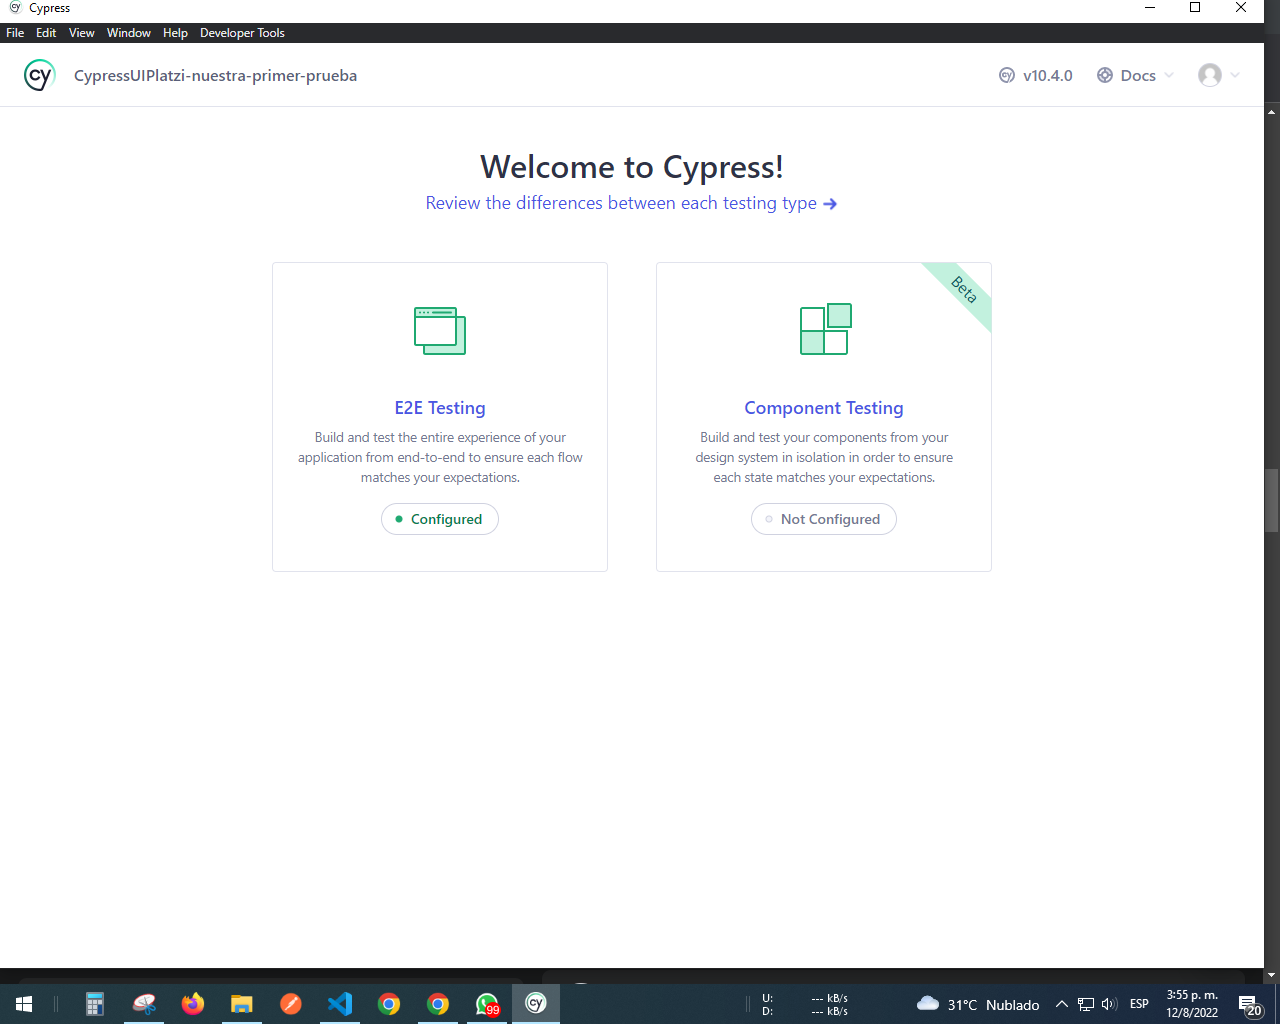 Cypress
File Edit View Window Help Developer Tools
cy CypressUIPlatzi-nuestra-primer-prueba
cy v10.4.0 Docs
Welcome to Cypress!
Review the differences between each testing type →
E2E Testing
Build and test the entire experience of your
application from end-to-end to ensure each flow
matches your expectations.
Configured
Beta
Component Testing
Build and test your components from your
design system in isolation in order to ensure
each state matches your expectations.
Not Configured
99
cy
U: --- kB/s
D: --- kB/s
31°C Nublado
ESP
3:55 p. m.
12/8/2022
20